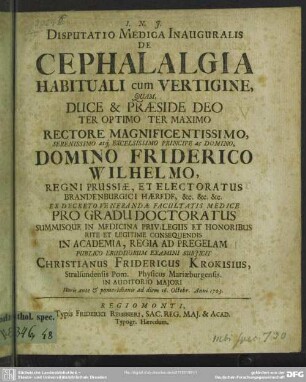 I. N. J.
DISPUTATIO MEDICA INAUGURALIS
DE
CEPHALALGIA
HABITUALI cum VERTIGINE,
QUAM,
DUCE & PRÆSIDE DEO
TER OPTIMO TER MAXIMO
RECTORE MAGNIFICENTISSIMO,
SERENISSIMO atq; EXCELSISSIMO PRINCIPE ac DOMINO,
DOMINO FRIDERICO
WILHELMO,
REGNI PRUSSIÆ, ET ELECTORATUS
BRANDENBURGICI HÆREDE, &c. &c. &c.
EX DECRETO VENERANDÆ FACULTATIS MEDICÆ
PRO GRADU DOCTORATUS
SUMMISQUE IN MEDICINA PRIVILEGIIS ET HONORIBUS
RITE ET LEGITIME CONSEQUENDIS
IN ACADEMIA, REGIA AD PREGELAM
PUBLICO ERUDITORUM EXAMINI SUBJICIT
CHRISTIANUS FRIDERICUS KROKISIUS,
Stralsundensis Pom. Physicus Marieburgensis.
IN AUDITORIO MAJORI
Horis ante & pomeridianis ad diem 16. Octobr. Anni 1703.
REGIOMONTI,
Typis FRIDERICI REUSNERI, SAC. REG. MAJ. & ACAD.
Typogr. Hæredum.